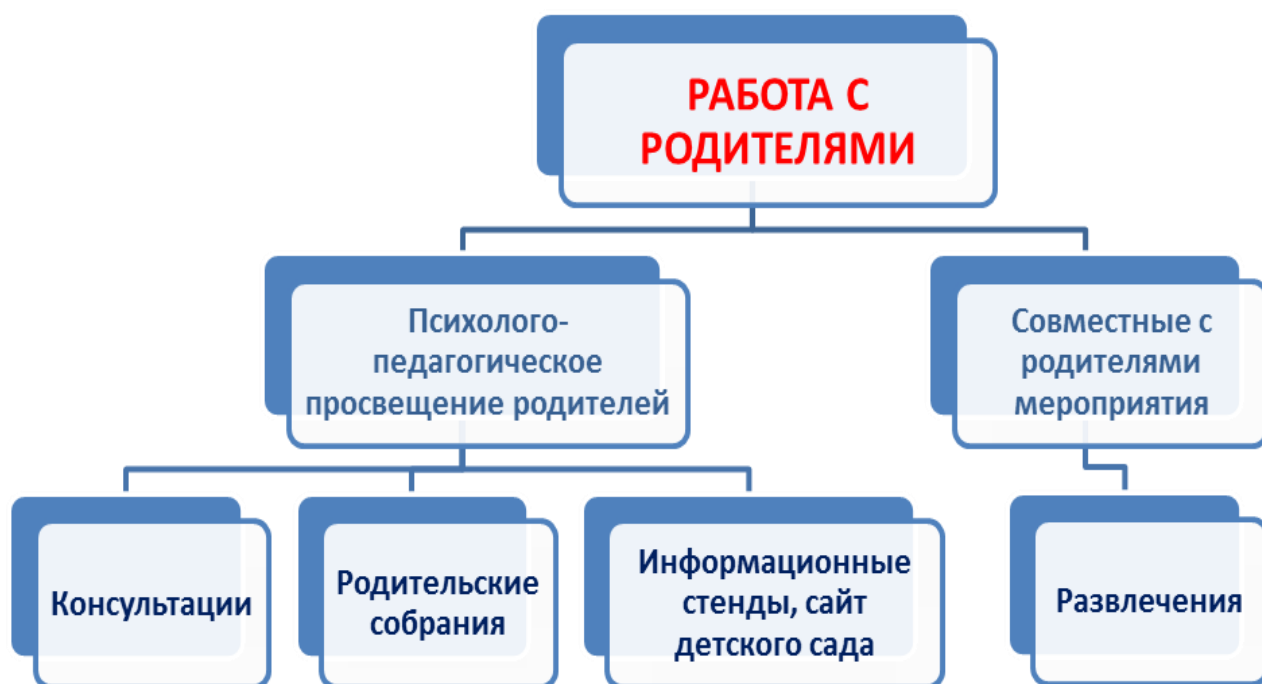 РАБОТА С
РОДИТЕЛЯМИ
Психолого-
педагогическое
просвещение родителей
Совместные с
родителями
мероприятия
Консультации
Родительские
собрания
Информационные
стенды, сайт
детского сада
Развлечения